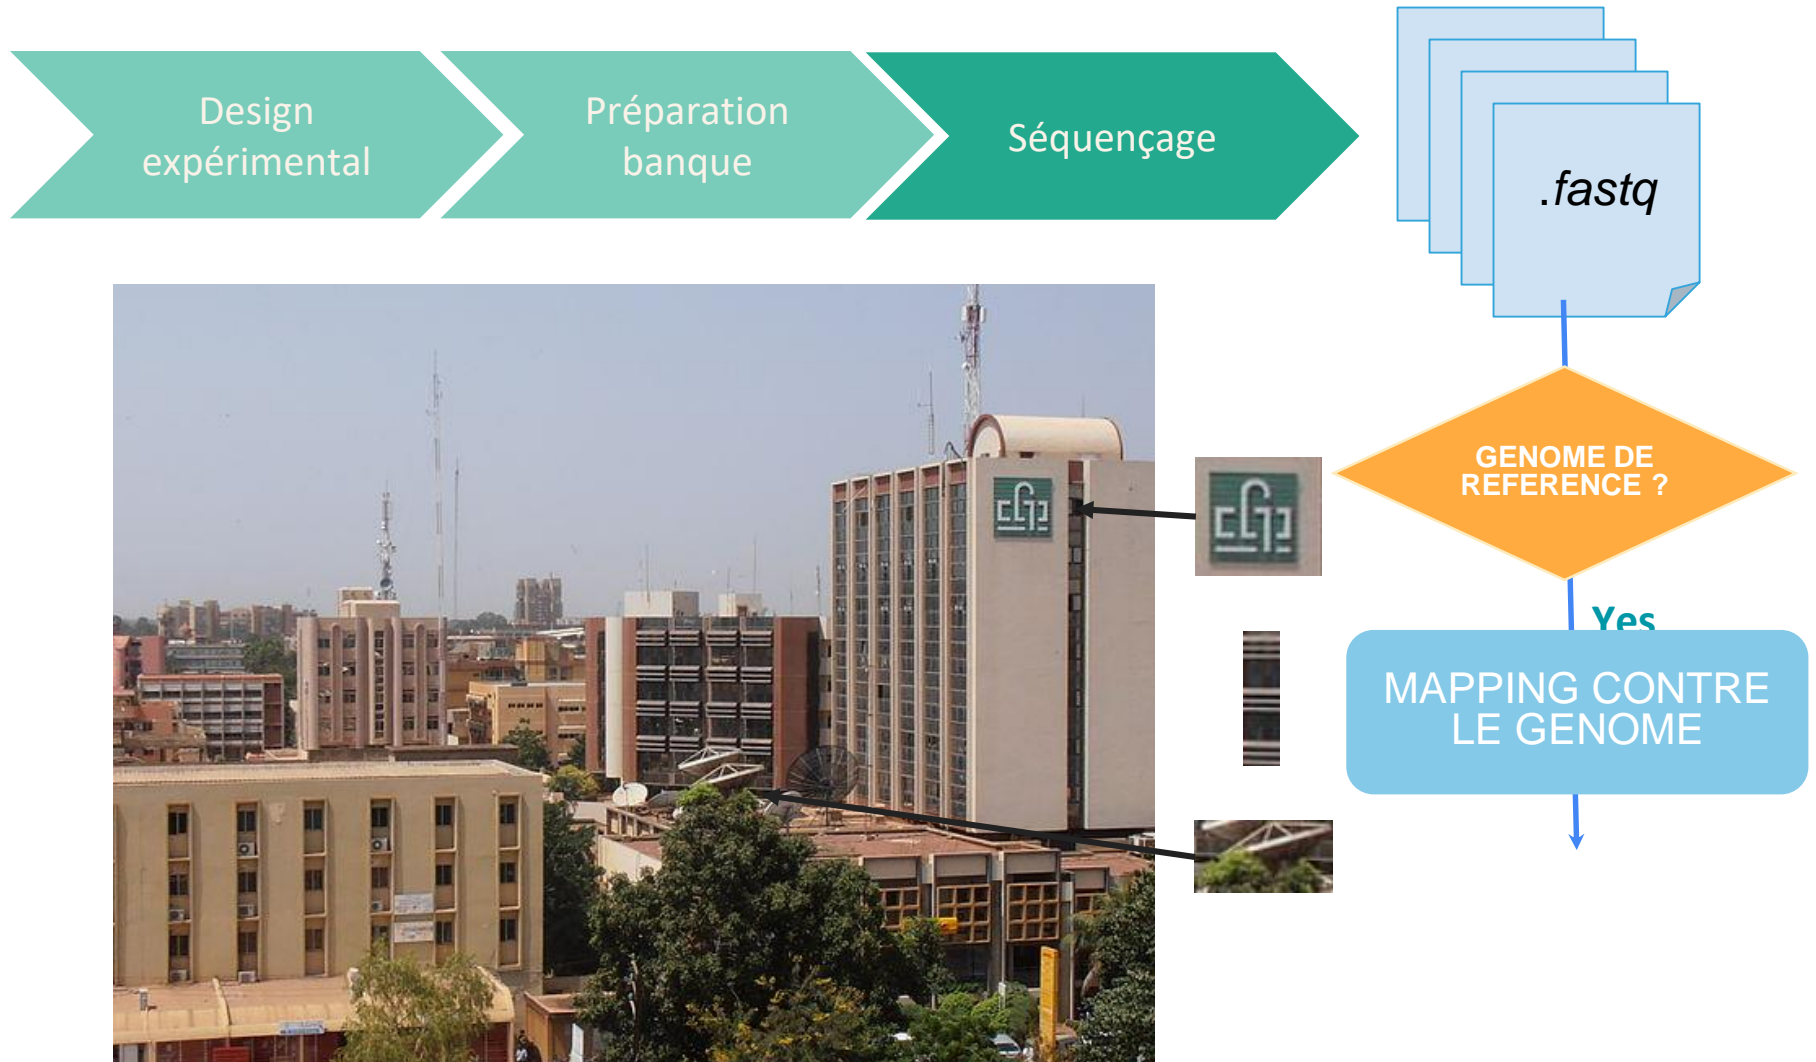 Design
expérimental
Préparation
banque
Séquençage
.fastq
GENOME DE
REFERENCE ?
Yes
MAPPING CONTRE
LE GENOME